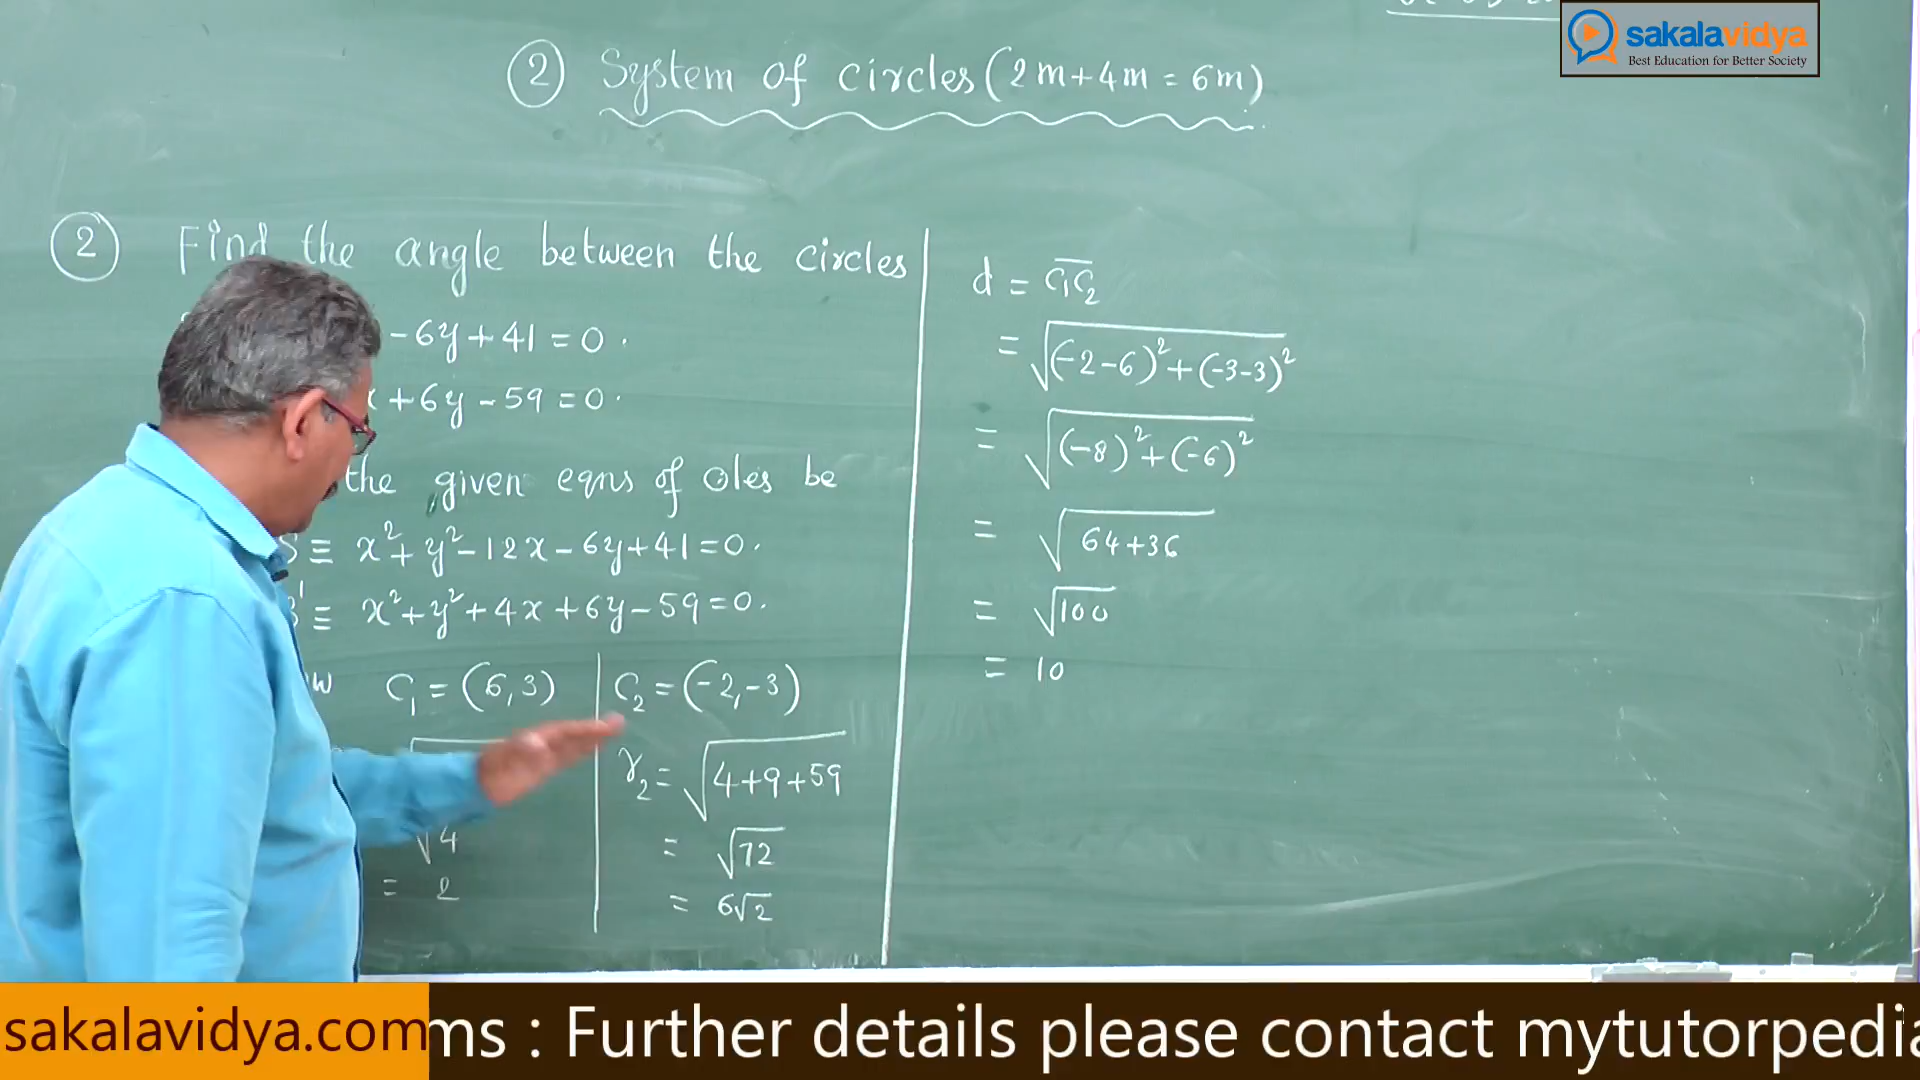 sakalavidya
Best Education for Better Society
② System of circles (2m+4m = 6m)
② Find the angle between the circles
-6y+41=0.
x+6y-59=0.
the given eqns of ⊙les be
S ≡ x²+y²-12x-6y+41=0.
S' ≡ x²+y²+4x+6y-59=0.
C₁ = (6,3)
√4
= 2
C₂ = (-2,-3)
r₂ = √4+9+59
= √72
= 6√2
d = C₁C₂
= √(-2-6)²+(-3-3)²
= √(-8)²+(-6)²
= √64+36
= √100
= 10
sakalavidya.com
ms : Further details please contact mytutorpedia